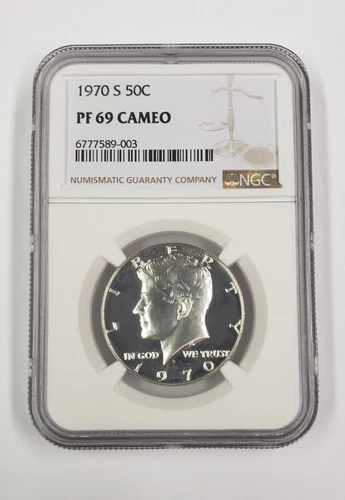 1970 S 50C
PF 69 CAMEO
6777589-003
NUMISMATIC GUARANTY COMPANY
NGC®
LIBERTY
IN GOD WE TRUST
1970